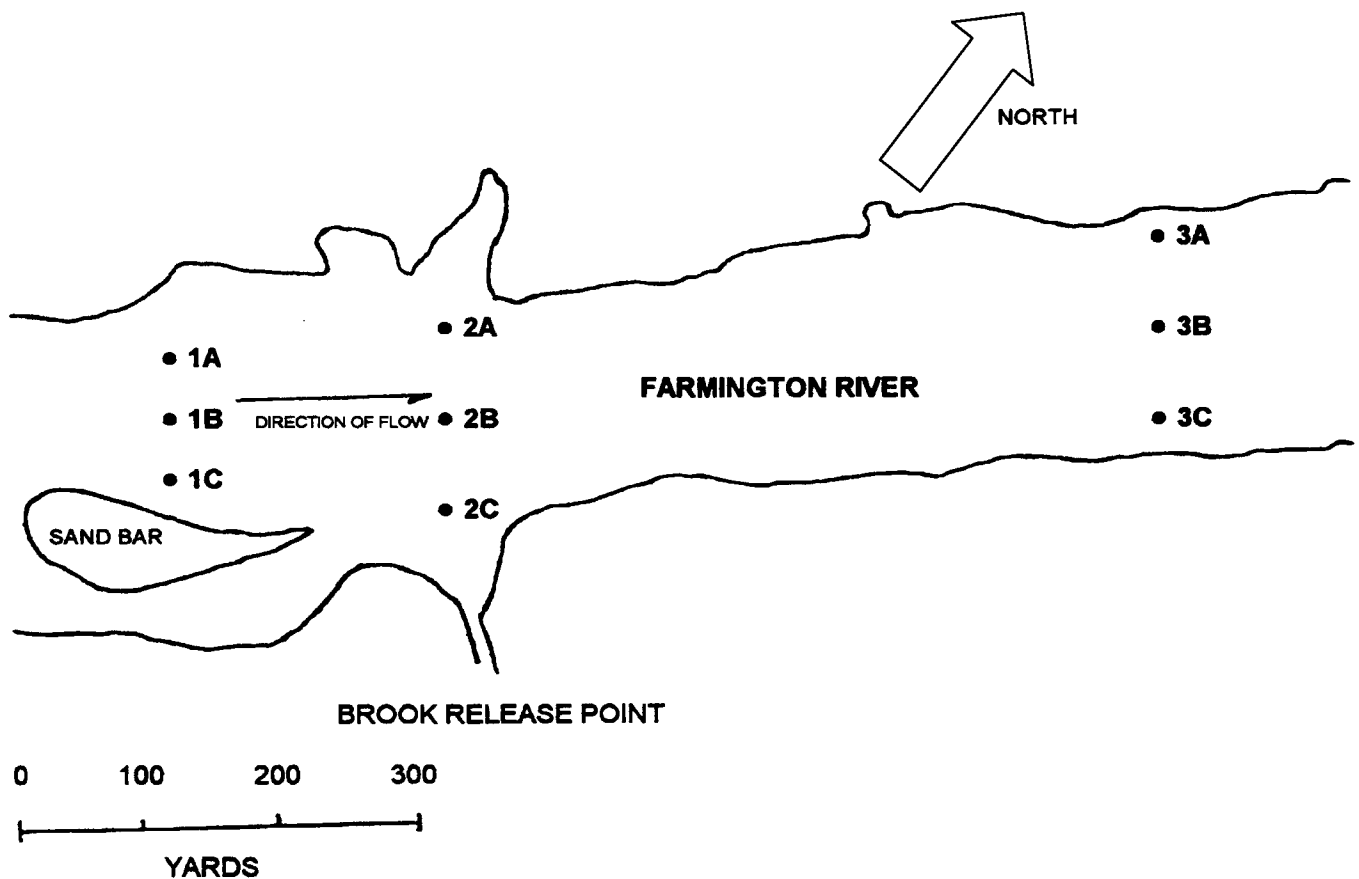 NORTH
3A
2A
3B
1A
FARMINGTON RIVER
1B
DIRECTION OF FLOW
2B
3C
1C
2C
SAND BAR
BROOK RELEASE POINT
0 100 200 300
YARDS